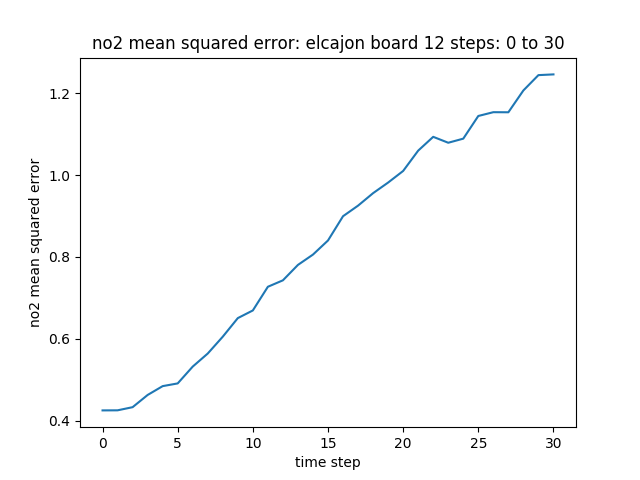 no2 mean squared error: elcajon board 12 steps: 0 to 30
no2 mean squared error
1.2
1.0
0.8
0.6
0.4
0 5 10 15 20 25 30
time step